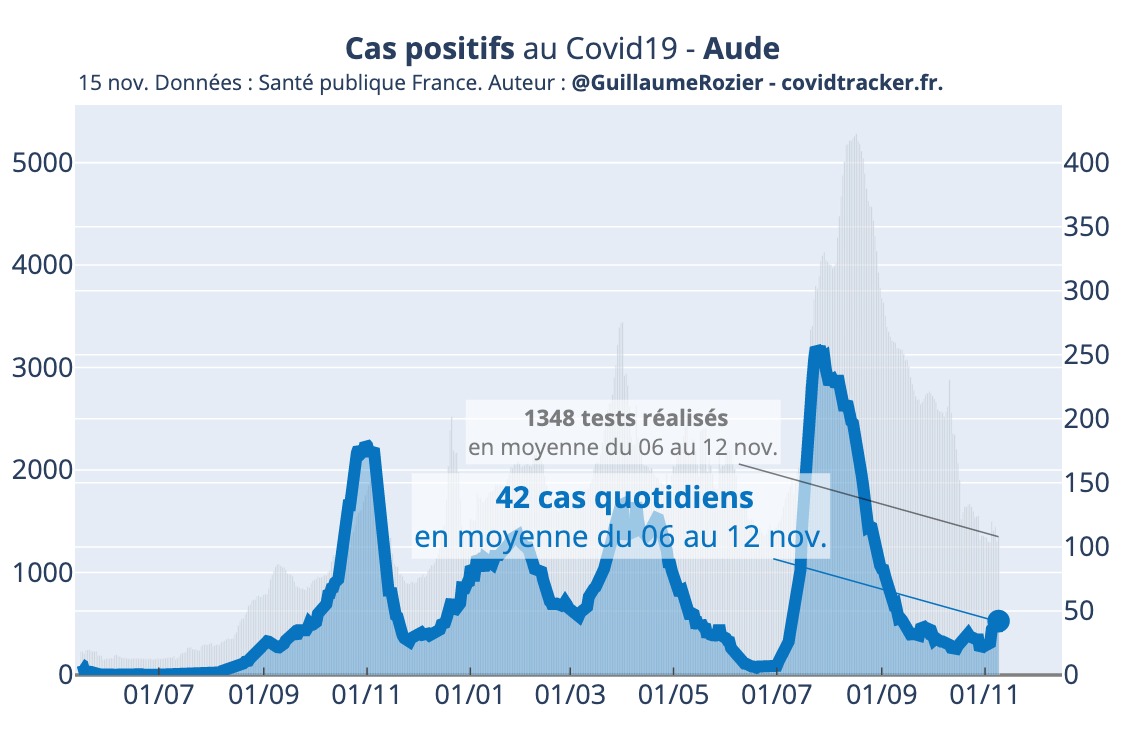 Cas positifs au Covid19 - Aude
15 nov. Données : Santé publique France. Auteur : @GuillaumeRozier - covidtracker.fr.
5000
4000
3000
2000
1000
0
400
350
300
250
200
150
100
50
0
1348 tests réalisés
en moyenne du 06 au 12 nov.
42 cas quotidiens
en moyenne du 06 au 12 nov.
01/07 01/09 01/11 01/01 01/03 01/05 01/07 01/09 01/11